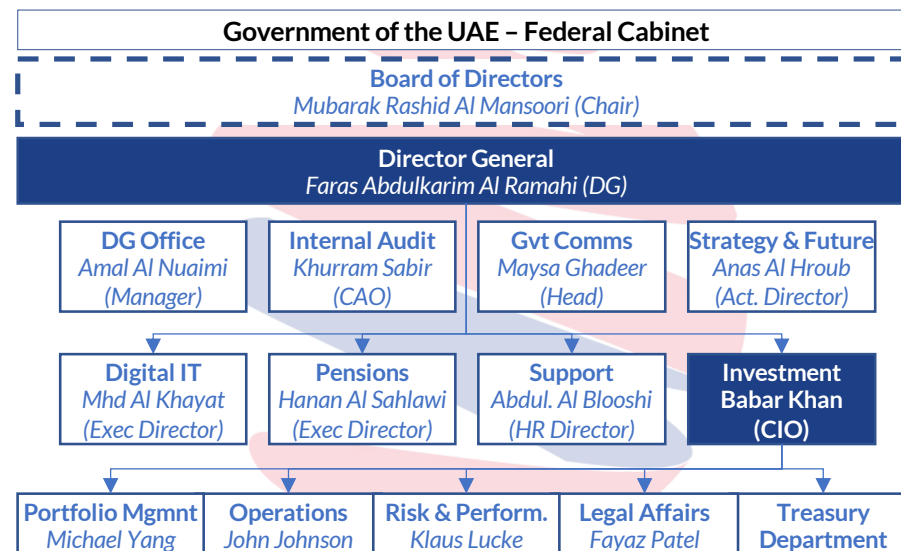 Government of the UAE – Federal Cabinet
Board of Directors
Mubarak Rashid Al Mansoori (Chair)
Director General
Faras Abdulkarim Al Ramahi (DG)
DG Office
Amal Al Nuaimi
(Manager)
Internal Audit
Khurram Sabir
(CAO)
Gvt Comms
Maysa Ghadeer
(Head)
Strategy & Future
Anas Al Hroub
(Act. Director)
Digital IT
Mhd Al Khayat
(Exec Director)
Pensions
Hanan Al Sahlawi
(Exec Director)
Support
Abdul. Al Blooshi
(HR Director)
Investment
Babar Khan
(CIO)
Portfolio Mgmnt
Michael Yang
Operations
John Johnson
Risk & Perform.
Klaus Lucke
Legal Affairs
Fayaz Patel
Treasury
Department